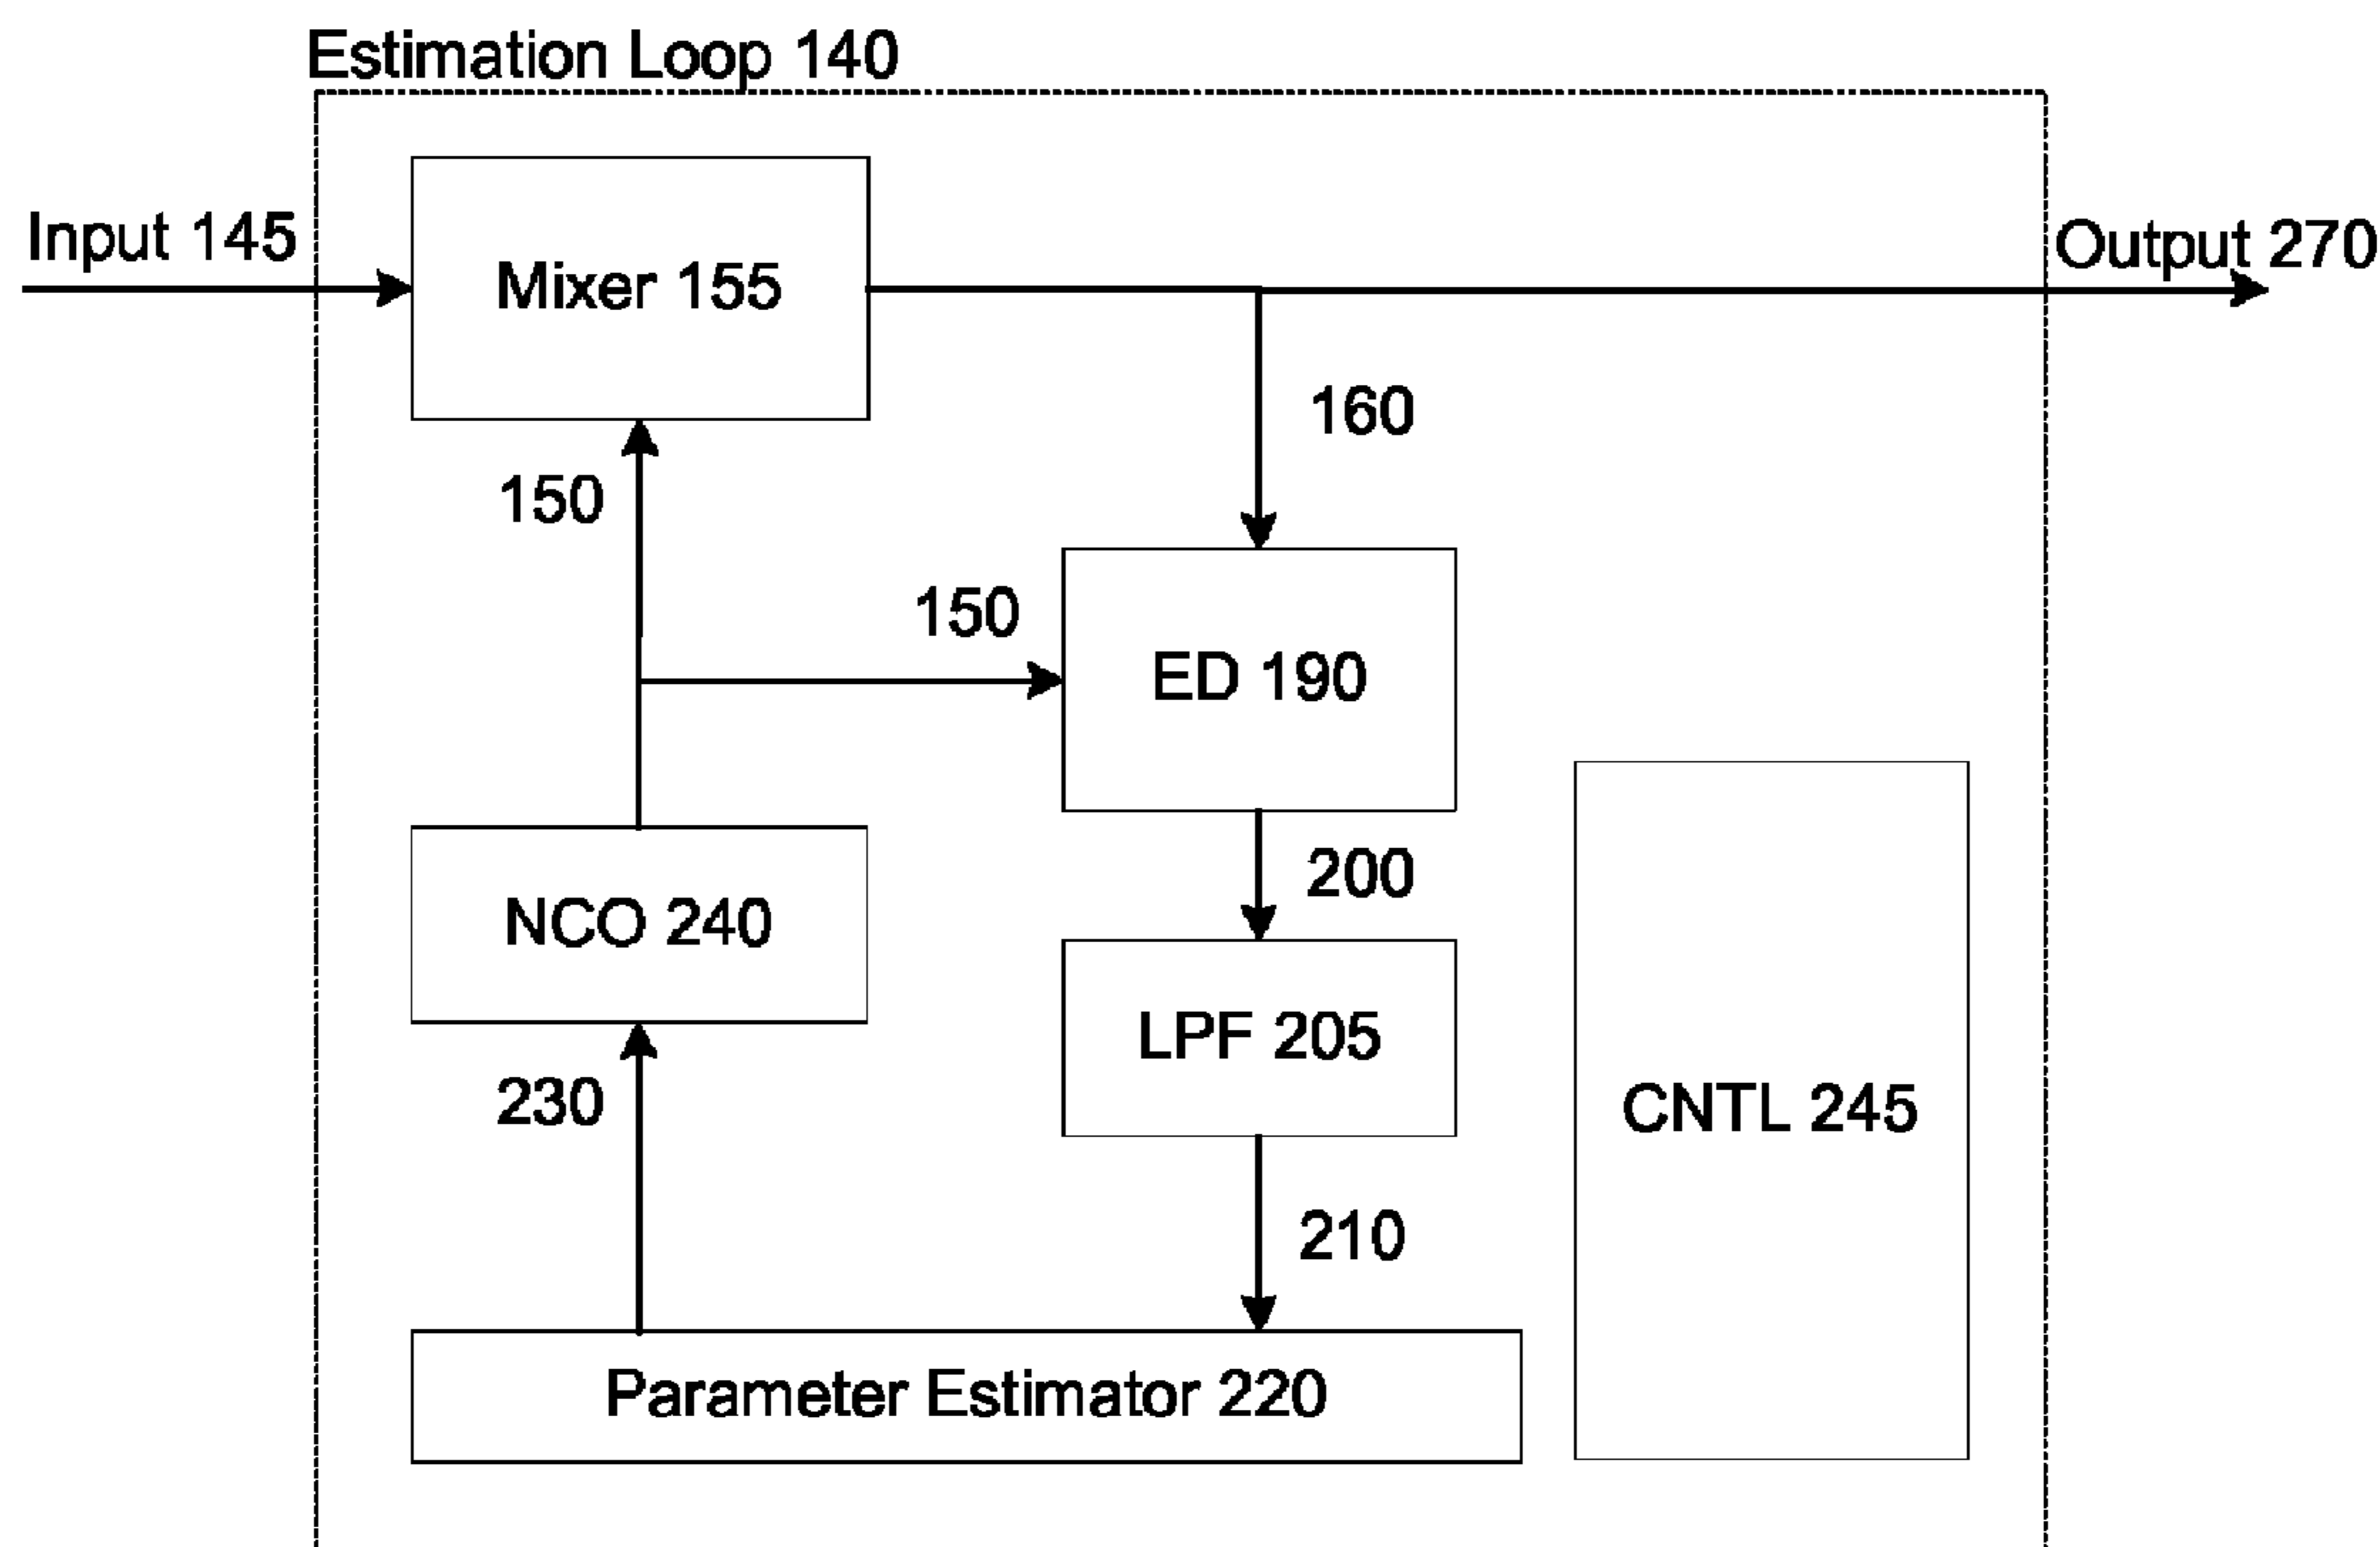 Estimation Loop 140
Input 145
Mixer 155
Output 270
160
150
150
ED 190
200
NCO 240
LPF 205
230
CNTL 245
210
Parameter Estimator 220